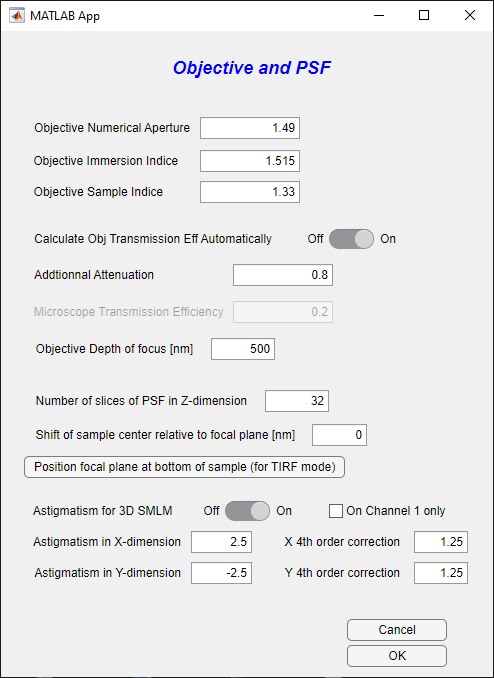 MATLAB App
Objective and PSF
Objective Numerical Aperture 1.49
Objective Immersion Indice 1.515
Objective Sample Indice 1.33
Calculate Obj Transmission Eff Automatically Off On
Addtionnal Attenuation 0.8
Microscope Transmission Efficiency 0.2
Objective Depth of focus [nm] 500
Number of slices of PSF in Z-dimension 32
Shift of sample center relative to focal plane [nm] 0
Position focal plane at bottom of sample (for TIRF mode)
Astigmatism for 3D SMLM Off On On Channel 1 only
Astigmatism in X-dimension 2.5 X 4th order correction 1.25
Astigmatism in Y-dimension -2.5 Y 4th order correction 1.25
Cancel
OK